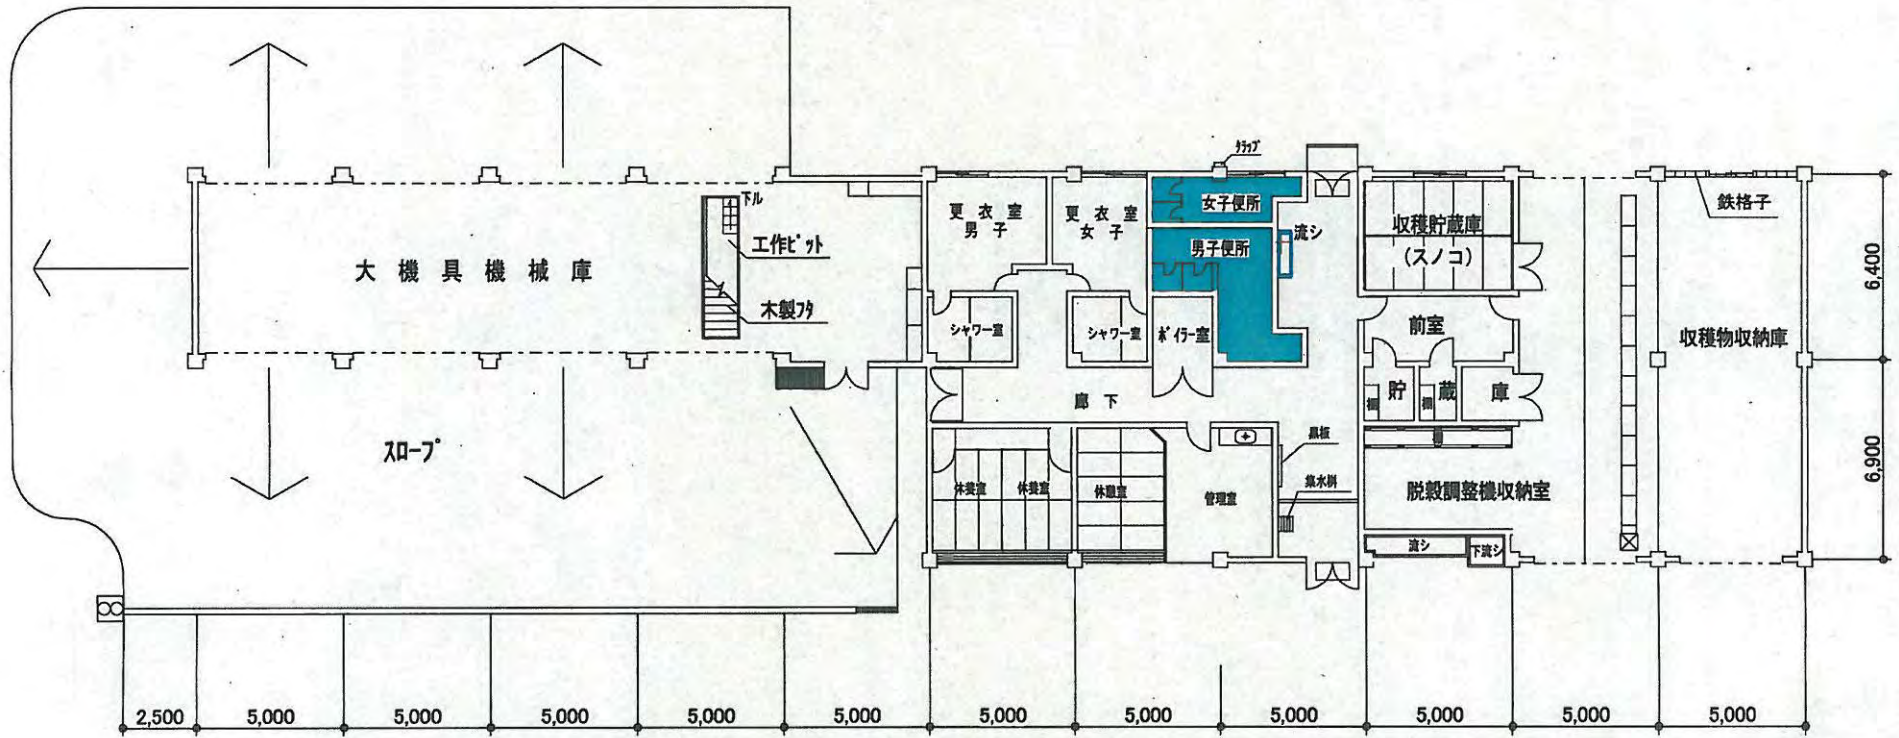 タラップ
下ル
更衣室
男子
更衣室
女子
女子便所
収穫貯蔵庫
(スノコ)
鉄格子
工作ピット
男子便所
流シ
大機具機械庫
木製フタ
シャワー室
シャワー室
ボイラー室
前室
収穫物収納庫
6,400
棚
貯
棚
蔵
庫
廊下
スロープ
黒板
棚
6,900
休養室
休養室
休憩室
管理室
集水桝
脱穀調整機収納室
流シ
下流シ
2,500
5,000
5,000
5,000
5,000
5,000
5,000
5,000
5,000
5,000
5,000
5,000